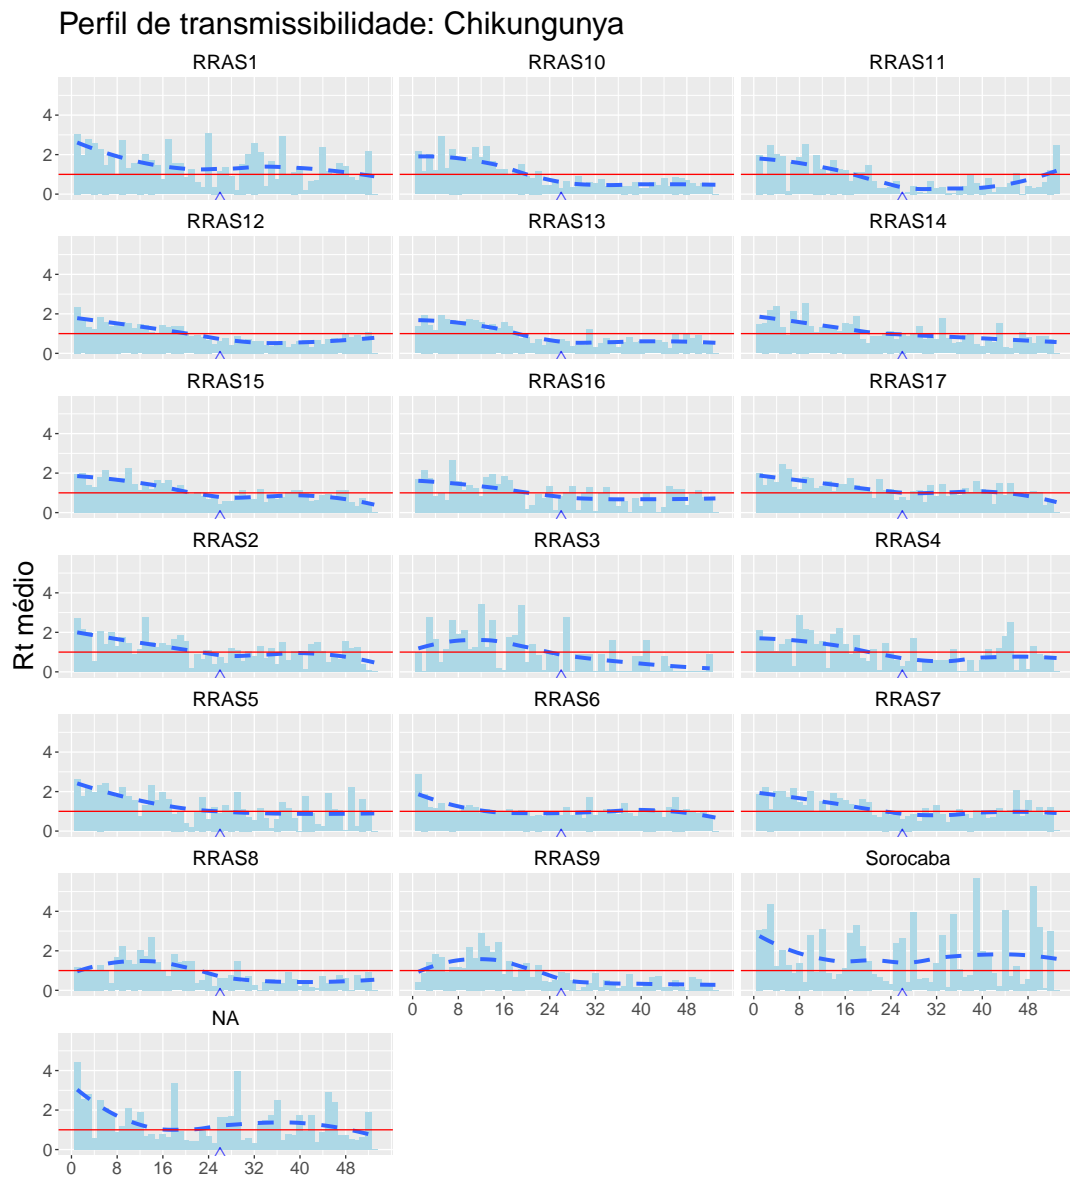 Perfil de transmissibilidade: Chikungunya
RRAS1 RRAS10 RRAS11
4
2
0
RRAS12 RRAS13 RRAS14
4
2
0
RRAS15 RRAS16 RRAS17
4
2
0
RRAS2 RRAS3 RRAS4
4
2
0
Rt médio
RRAS5 RRAS6 RRAS7
4
2
0
RRAS8 RRAS9 Sorocaba
4
2
0
0 8 16 24 32 40 48 0 8 16 24 32 40 48
NA
4
2
0
0 8 16 24 32 40 48